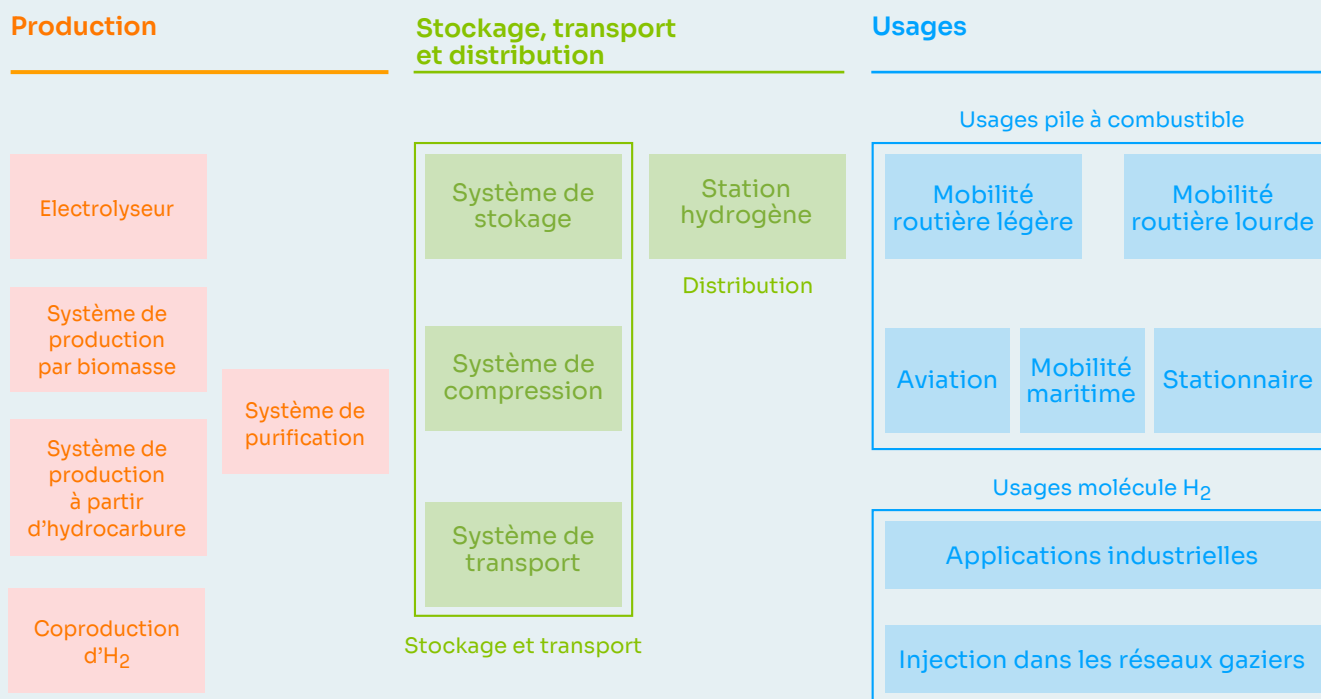 Production
Electrolyseur
Système de
production
par biomasse
Système de
production
à partir
d'hydrocarbure
Coproduction
d'H2
Système de
purification
Stockage, transport
et distribution
Système de
stokage
Système de
compression
Système de
transport
Stockage et transport
Station
hydrogène
Distribution
Usages
Usages pile à combustible
Mobilité
routière légère
Mobilité
routière lourde
Aviation
Mobilité
maritime
Stationnaire
Usages molécule H2
Applications industrielles
Injection dans les réseaux gaziers